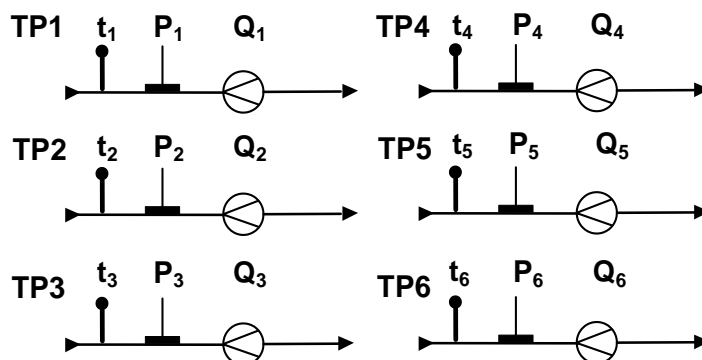 TP1 t₁ P₁ Q₁ TP4 t₄ P₄ Q₄
TP2 t₂ P₂ Q₂ TP5 t₅ P₅ Q₅
TP3 t₃ P₃ Q₃ TP6 t₆ P₆ Q₆